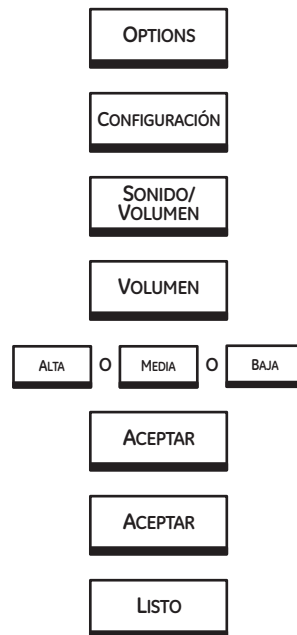 OPTIONS
CONFIGURACIÓN
SONIDO/
VOLUMEN
VOLUMEN
ALTA O MEDIA O BAJA
ACEPTAR
ACEPTAR
LISTO